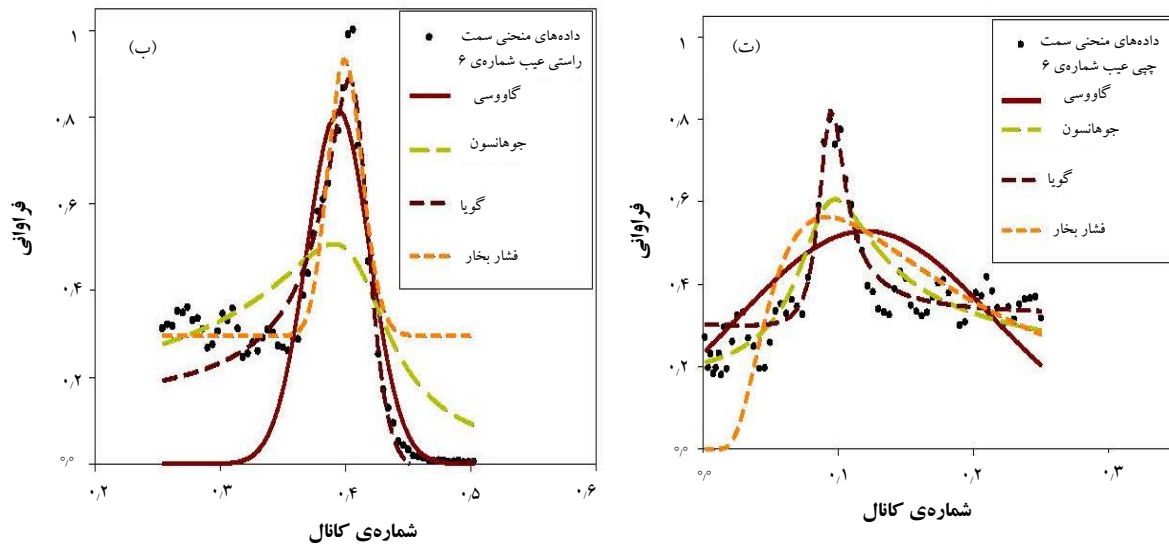 (ت)
داده‌های منحنی سمت
چپی عیب شماره‌ی ۶
گاووسی
جوهانسون
گویا
فشار بخار
فراوانی
۱
۰٫۸
۰٫۶
۰٫۴
۰٫۲
۰٫۰
۰٫۰ ۰٫۱ ۰٫۲ ۰٫۳
شماره‌ی کانال
(ب)
داده‌های منحنی سمت
راستی عیب شماره‌ی ۶
گاووسی
جوهانسون
گویا
فشار بخار
فراوانی
۱
۰٫۸
۰٫۶
۰٫۴
۰٫۲
۰٫۰
۰٫۲ ۰٫۳ ۰٫۴ ۰٫۵ ۰٫۶
شماره‌ی کانال